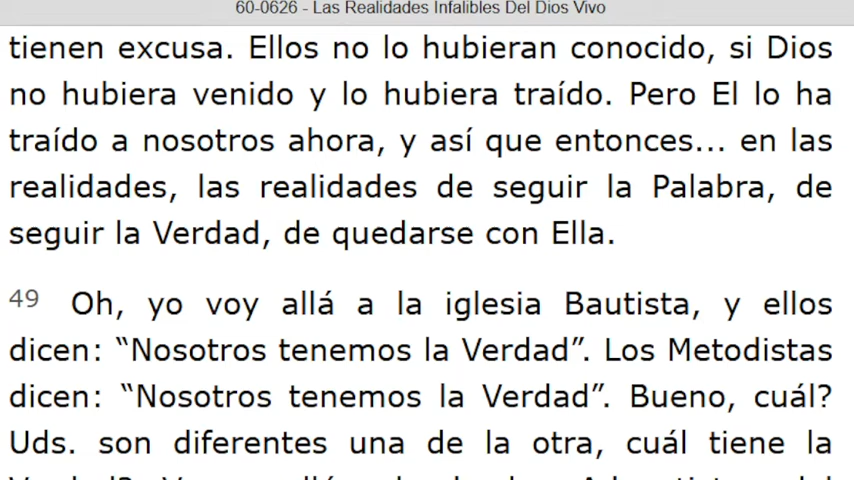 60-0626 - Las Realidades Infalibles Del Dios Vivo
tienen excusa. Ellos no lo hubieran conocido, si Dios
no hubiera venido y lo hubiera traído. Pero El lo ha
traído a nosotros ahora, y así que entonces... en las
realidades, las realidades de seguir la Palabra, de
seguir la Verdad, de quedarse con Ella.
49 Oh, yo voy allá a la iglesia Bautista, y ellos
dicen: “Nosotros tenemos la Verdad”. Los Metodistas
dicen: “Nosotros tenemos la Verdad”. Bueno, cuál?
Uds. son diferentes una de la otra, cuál tiene la